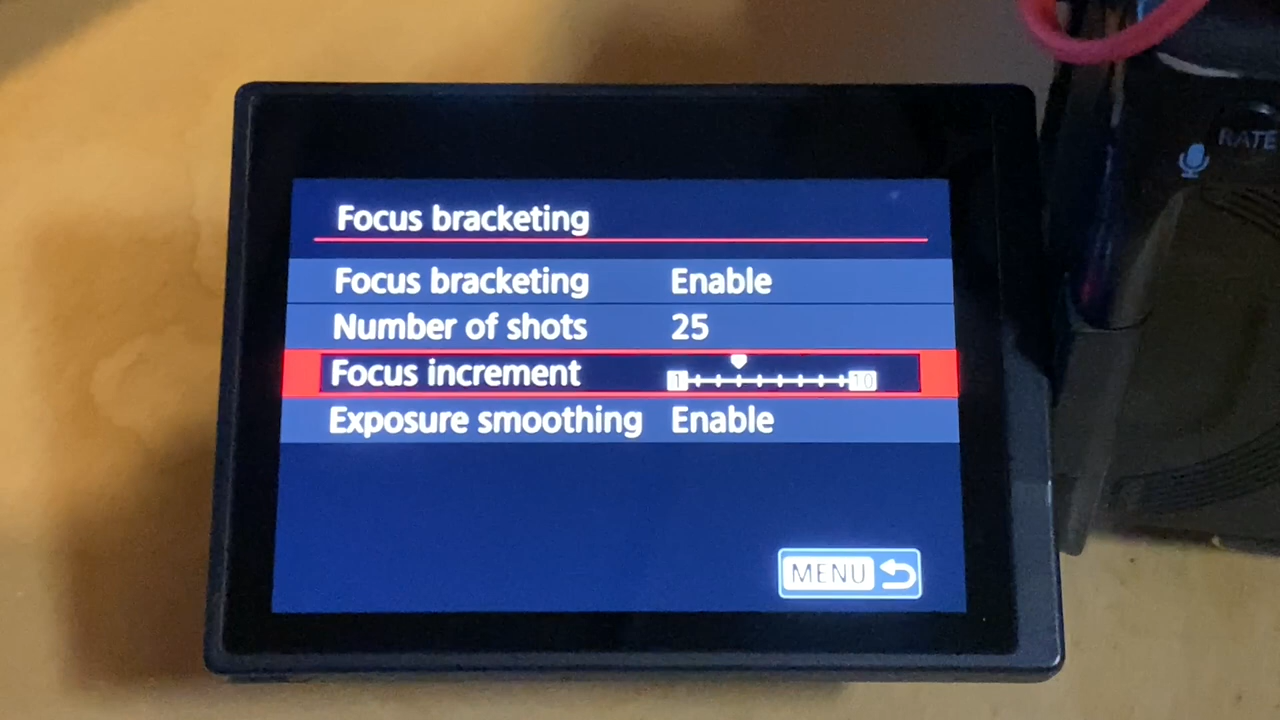 RATE
Focus bracketing
Focus bracketing Enable
Number of shots 25
Focus increment 1 10
Exposure smoothing Enable
MENU